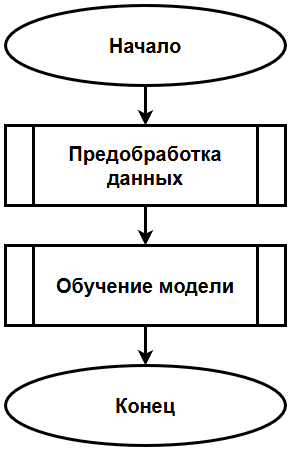 Начало
Предобработка
данных
Обучение модели
Конец